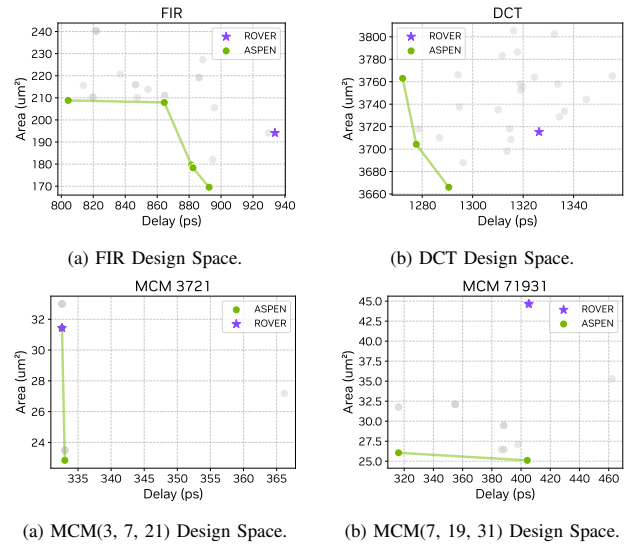 FIR
Area (um²)
240
230
220
210
200
190
180
170
800
820
840
860
880
900
920
940
Delay (ps)
ROVER
ASPEN
(a) FIR Design Space.
DCT
Area (um²)
3800
3780
3760
3740
3720
3700
3680
3660
1280
1300
1320
1340
Delay (ps)
ROVER
ASPEN
(b) DCT Design Space.
MCM 3721
Area (um²)
32
30
28
26
24
335
340
345
350
355
360
365
Delay (ps)
ASPEN
ROVER
(a) MCM(3, 7, 21) Design Space.
MCM 71931
Area (um²)
45.0
42.5
40.0
37.5
35.0
32.5
30.0
27.5
25.0
320
340
360
380
400
420
440
460
Delay (ps)
ROVER
ASPEN
(b) MCM(7, 19, 31) Design Space.